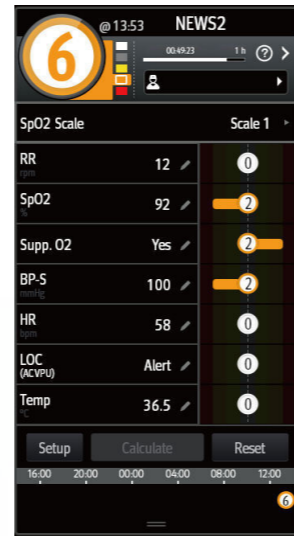 @ 13:53 NEWS2
6
00:49:23 1 h ?
SpO2 Scale Scale 1
RR 12 0
rpm
SpO2 92 2
%
Supp. O2 Yes 2
BP-S 100 2
mmHg
HR 58 0
bpm
LOC Alert 0
(ACVPU)
Temp 36.5 0
°C
Setup Calculate Reset
16:00 20:00 00:00 04:00 08:00 12:00
6